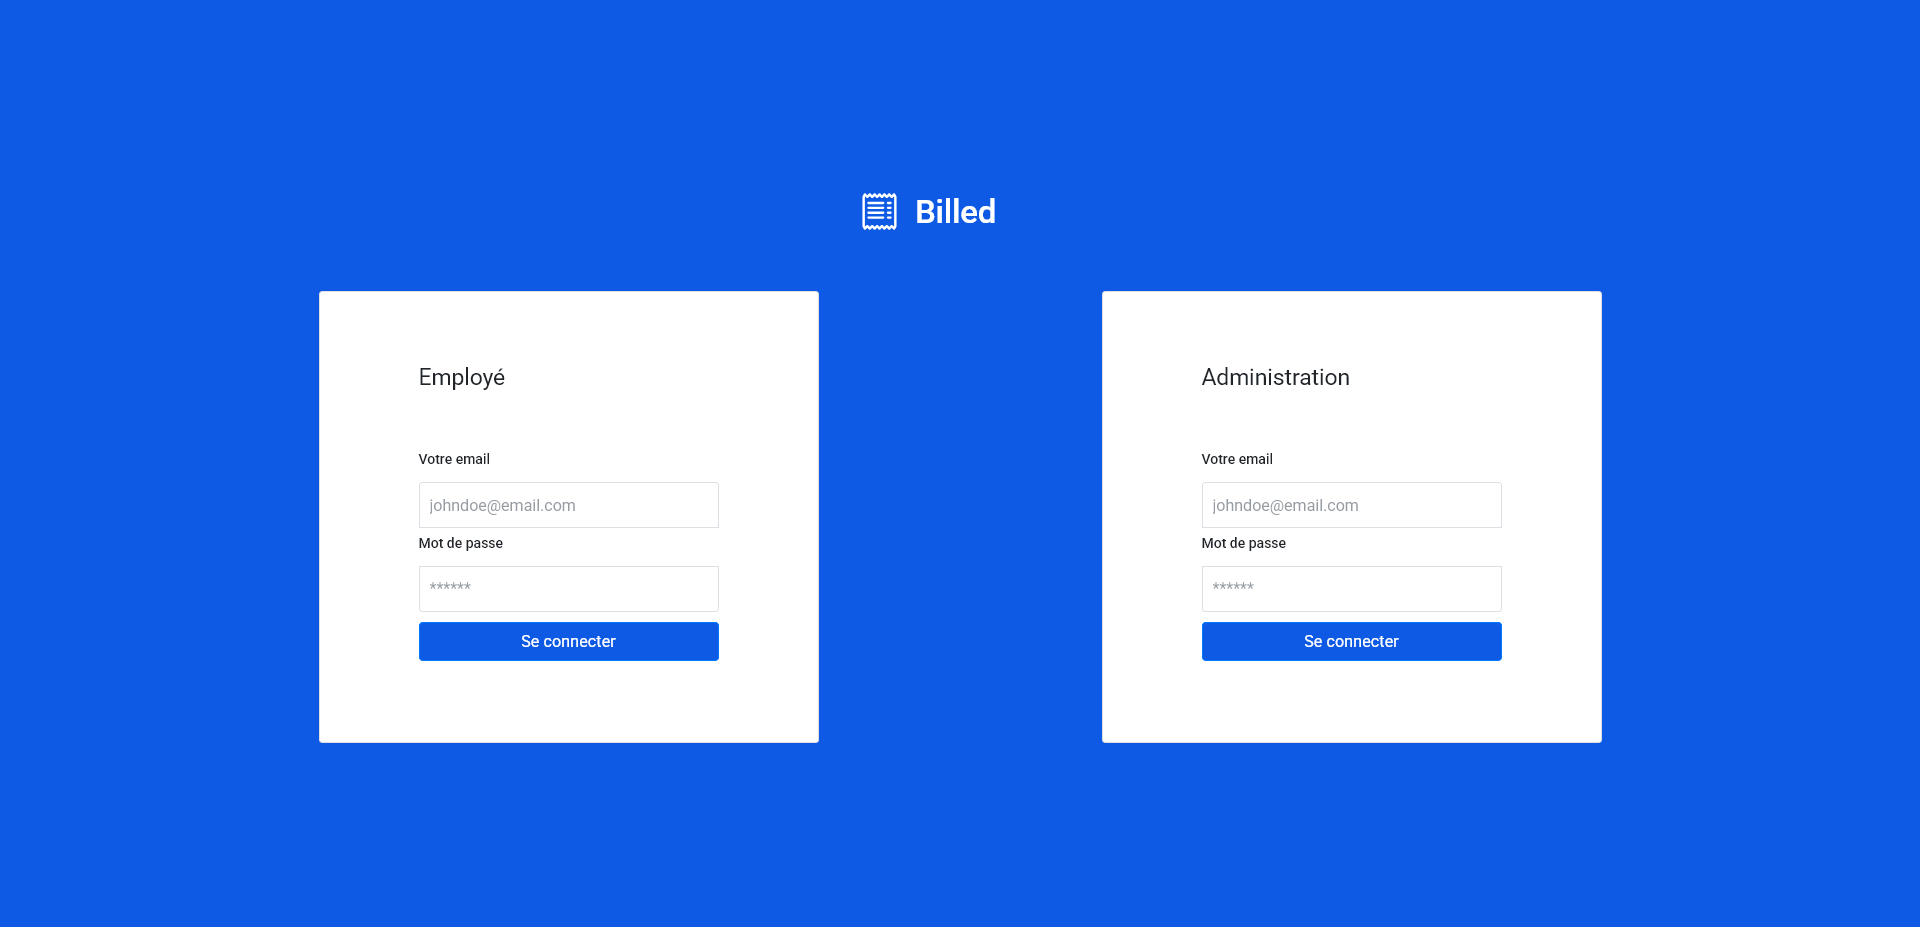 Billed
Employé
Votre email
johndoe@email.com
Mot de passe
******
Se connecter
Administration
Votre email
johndoe@email.com
Mot de passe
******
Se connecter